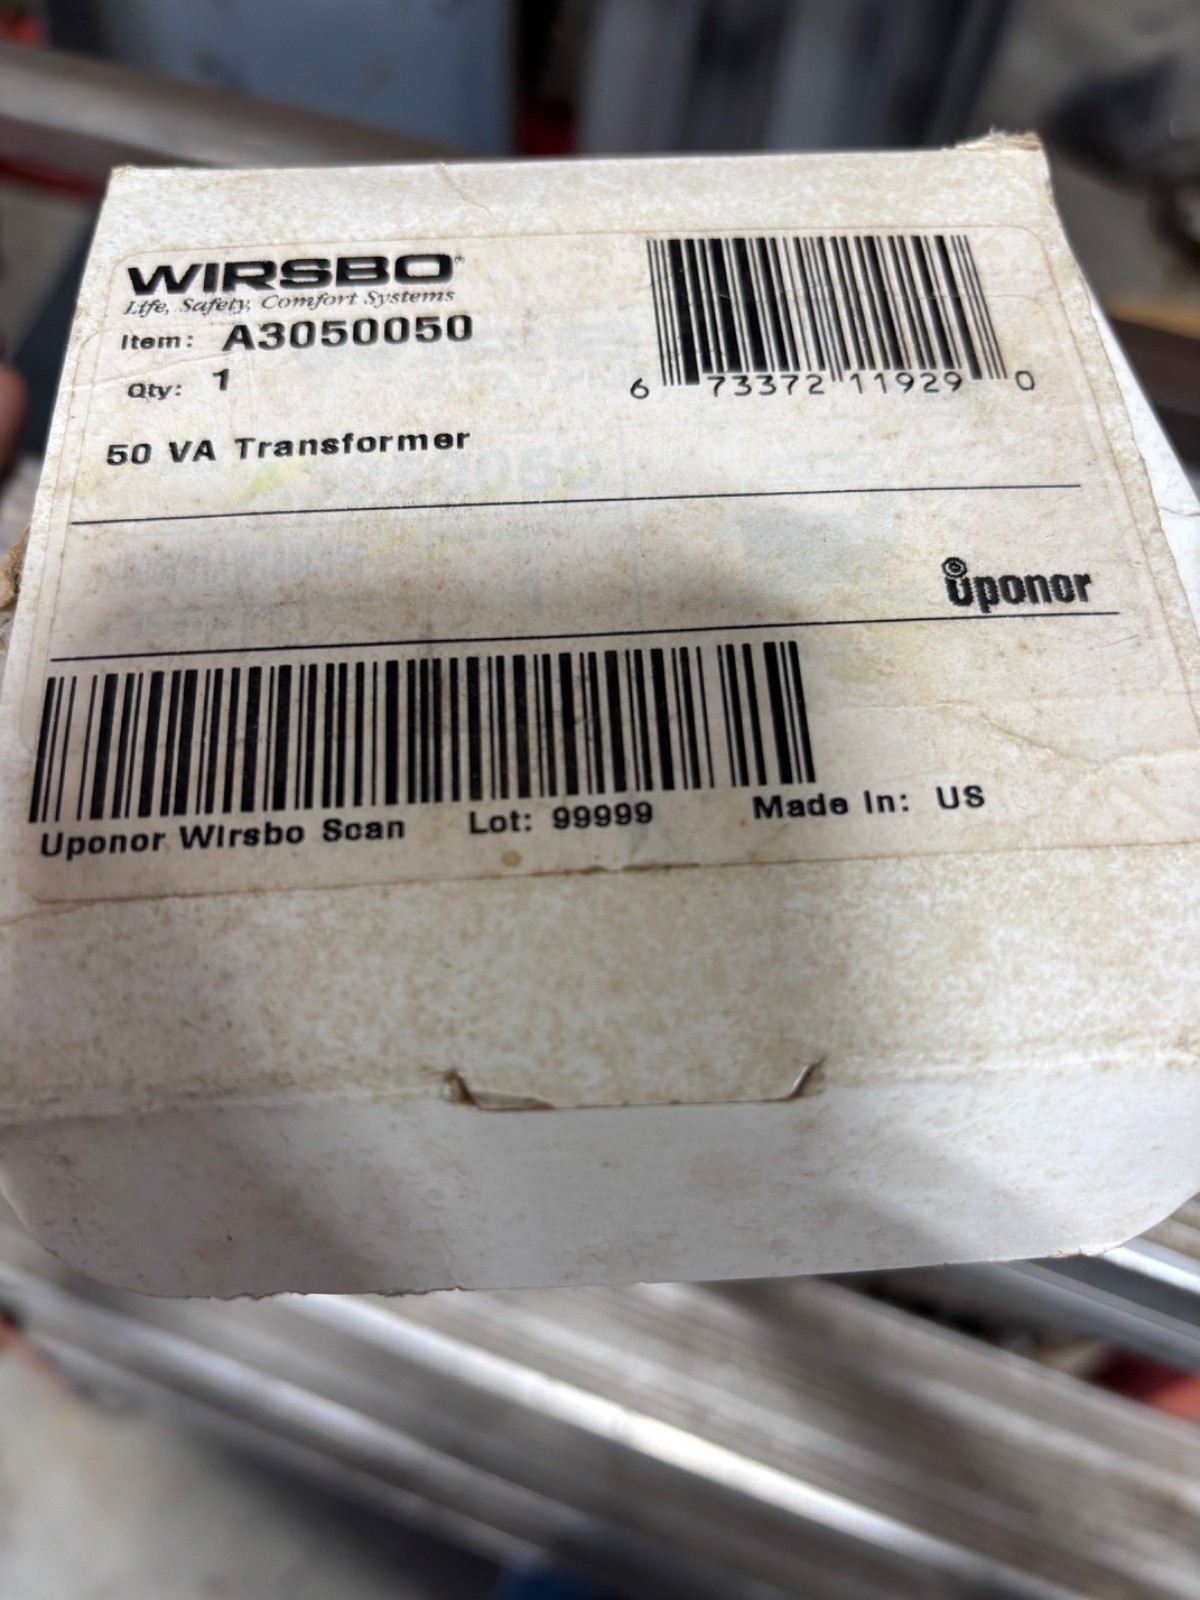 WIRSBO®
Life, Safety, Comfort Systems
Item: A3050050
Qty: 1
6 73372 11929 0
50 VA Transformer
Uponor
Uponor Wirsbo Scan Lot: 99999 Made In: US